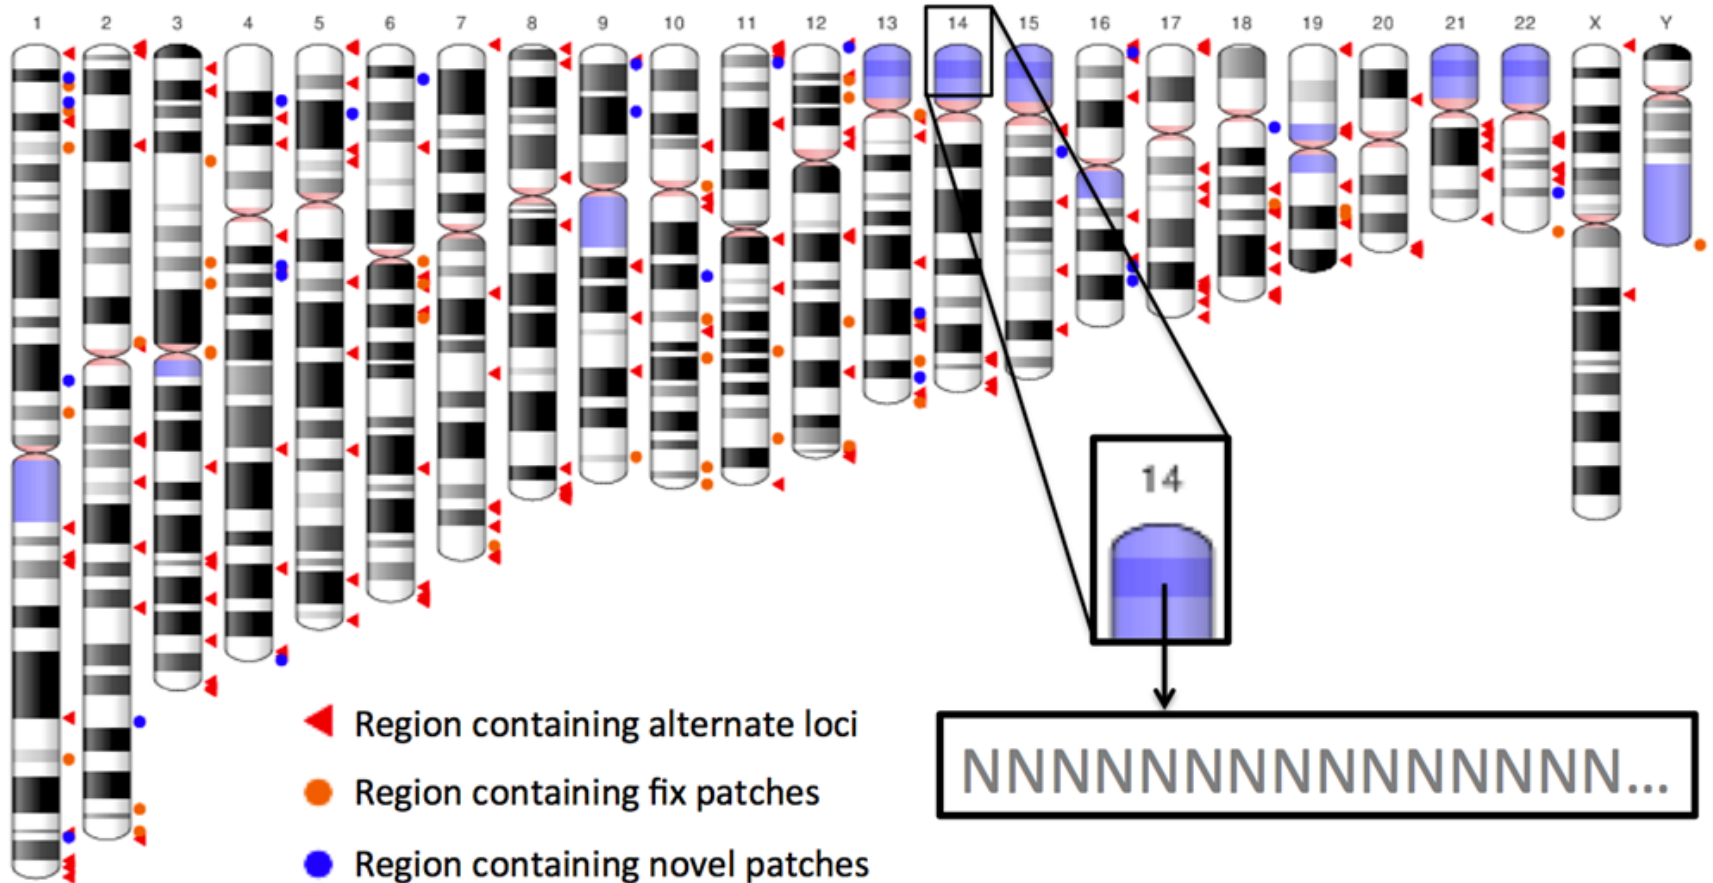 1 2 3 4 5 6 7 8 9 10 11 12 13 14 15 16 17 18 19 20 21 22 X Y
14
NNNNNNNNNNNNNNN...
Region containing alternate loci
Region containing fix patches
Region containing novel patches